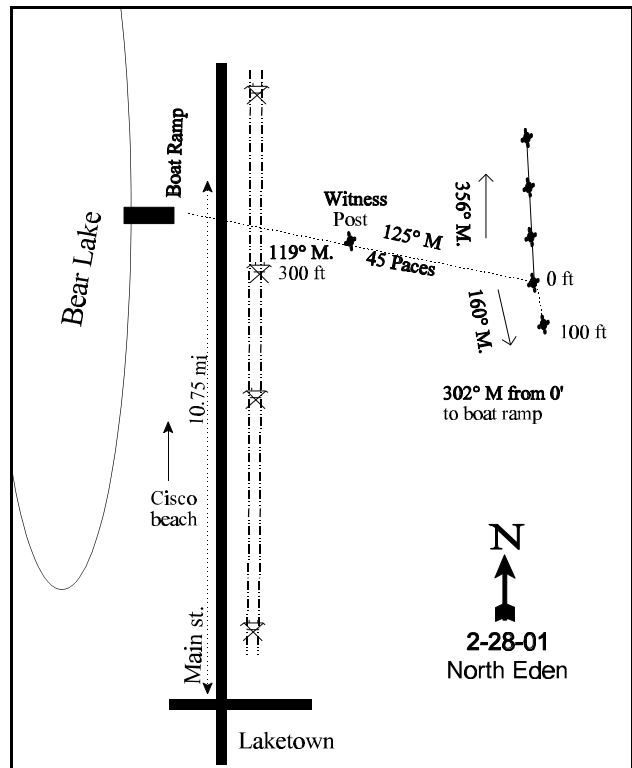 Boat Ramp
Bear Lake
Witness
Post
125° M
45 Paces
119° M.
300 ft
356° M.
0 ft
160° M.
100 ft
302° M from 0'
to boat ramp
10.75 mi
Cisco
beach
Main st.
N
2-28-01
North Eden
Laketown